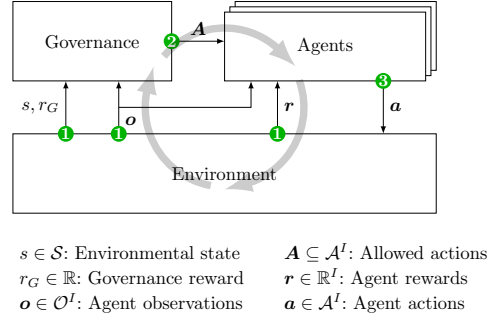 Governance
2
A
Agents
3
s, r_G
o
r
a
1
1
1
Environment
s ∈ 𝒮: Environmental state
r_G ∈ ℝ: Governance reward
o ∈ 𝒪^I: Agent observations
A ⊆ 𝒜^I: Allowed actions
r ∈ ℝ^I: Agent rewards
a ∈ 𝒜^I: Agent actions